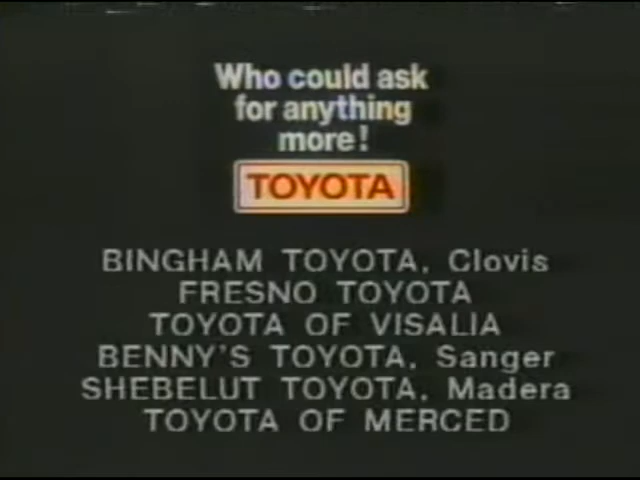 Who could ask
for anything
more!
TOYOTA
BINGHAM TOYOTA, Clovis
FRESNO TOYOTA
TOYOTA OF VISALIA
BENNY'S TOYOTA, Sanger
SHEBELUT TOYOTA, Madera
TOYOTA OF MERCED